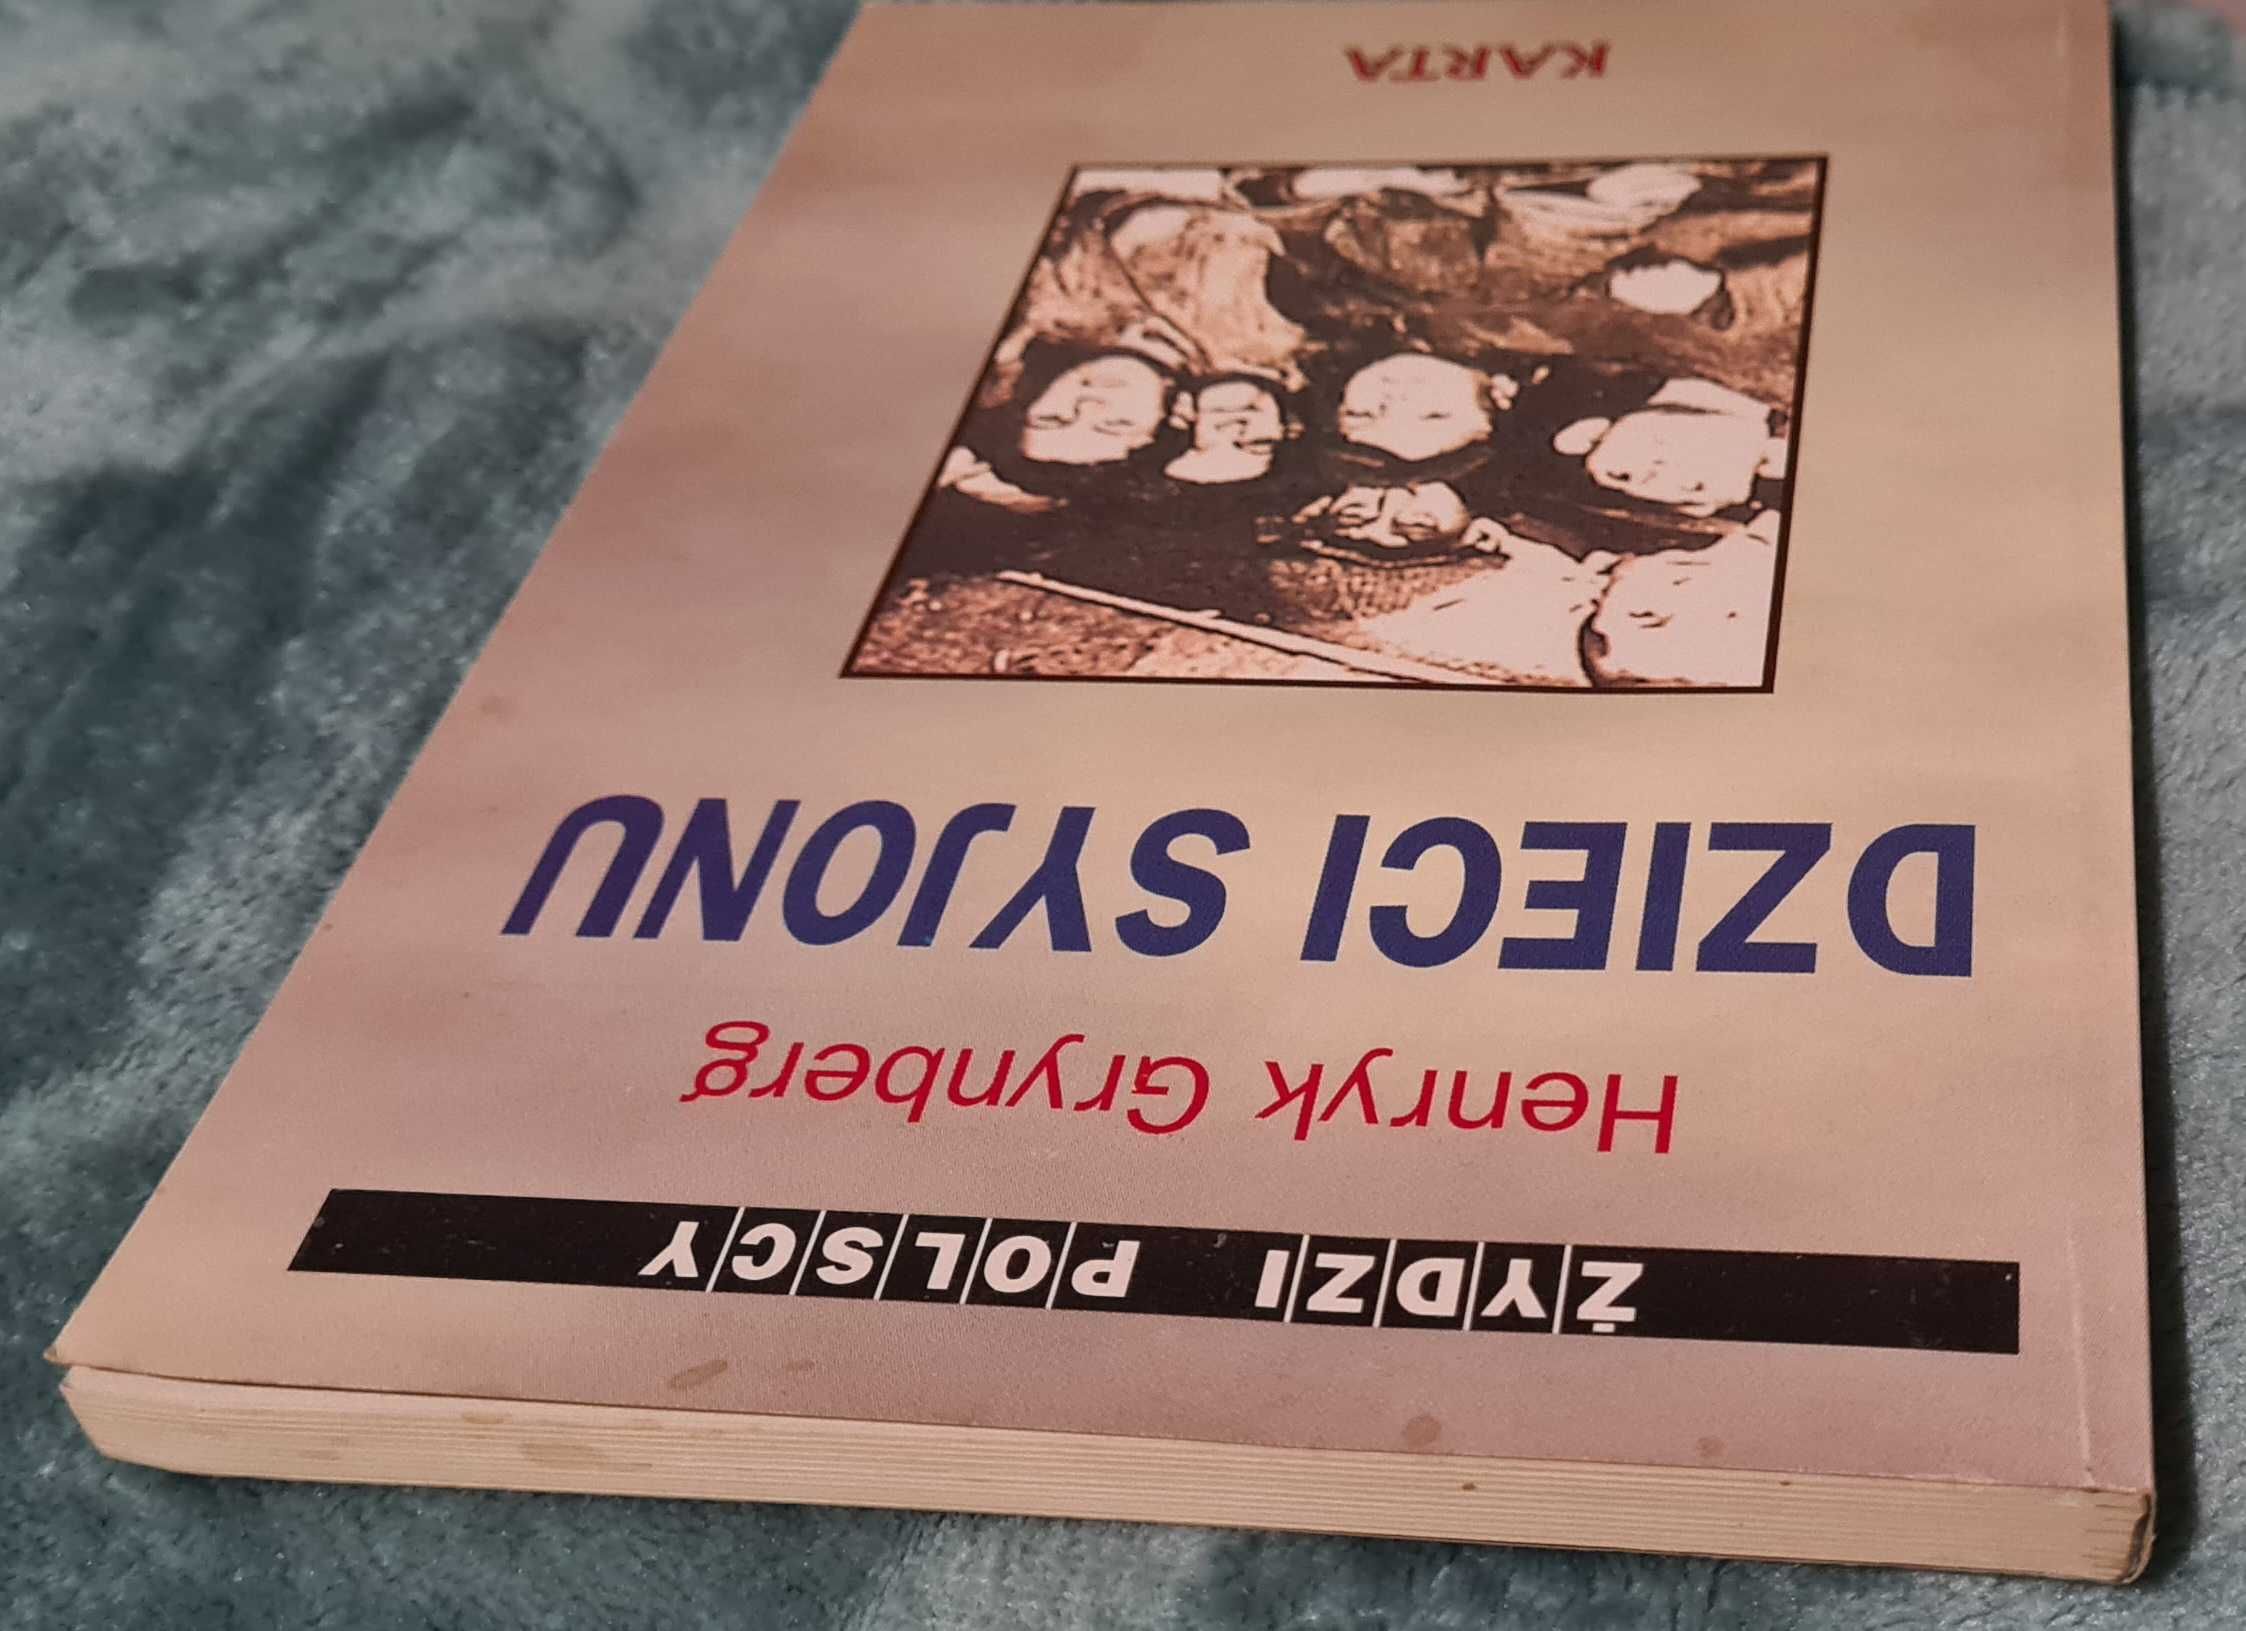 ŻYDZI POLSCY
Henryk Grynberg
DZIECI SYJONU
KARTA